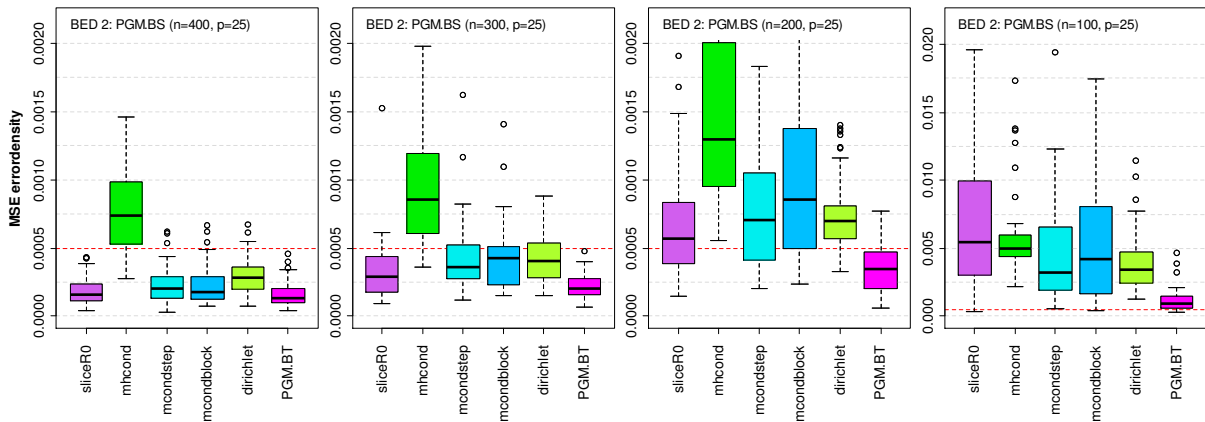 MSE errordensity
BED 2: PGM.BS (n=400, p=25)
0.0020
0.0015
0.0010
0.0005
0.0000
sliceR0
mhcond
mcondstep
mcondblock
dirichlet
PGM.BT
BED 2: PGM.BS (n=300, p=25)
0.0020
0.0015
0.0010
0.0005
0.0000
sliceR0
mhcond
mcondstep
mcondblock
dirichlet
PGM.BT
BED 2: PGM.BS (n=200, p=25)
0.0020
0.0015
0.0010
0.0005
0.0000
sliceR0
mhcond
mcondstep
mcondblock
dirichlet
PGM.BT
BED 2: PGM.BS (n=100, p=25)
0.020
0.015
0.010
0.005
0.000
sliceR0
mhcond
mcondstep
mcondblock
dirichlet
PGM.BT